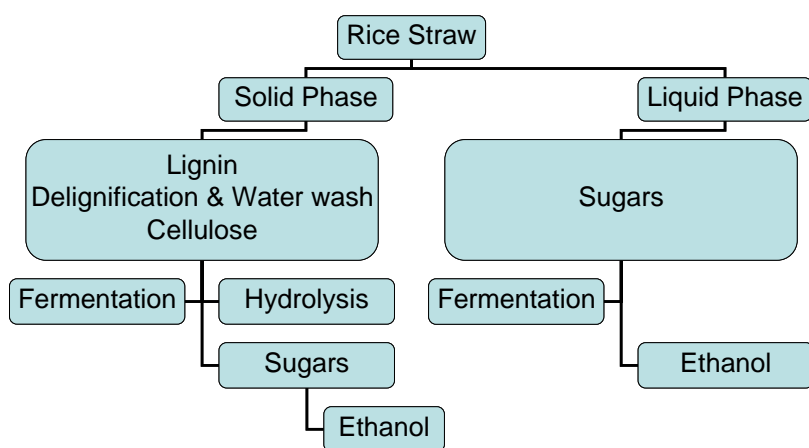 Rice Straw
Solid Phase
Liquid Phase
Lignin
Delignification & Water wash
Cellulose
Sugars
Fermentation
Hydrolysis
Fermentation
Sugars
Ethanol
Ethanol